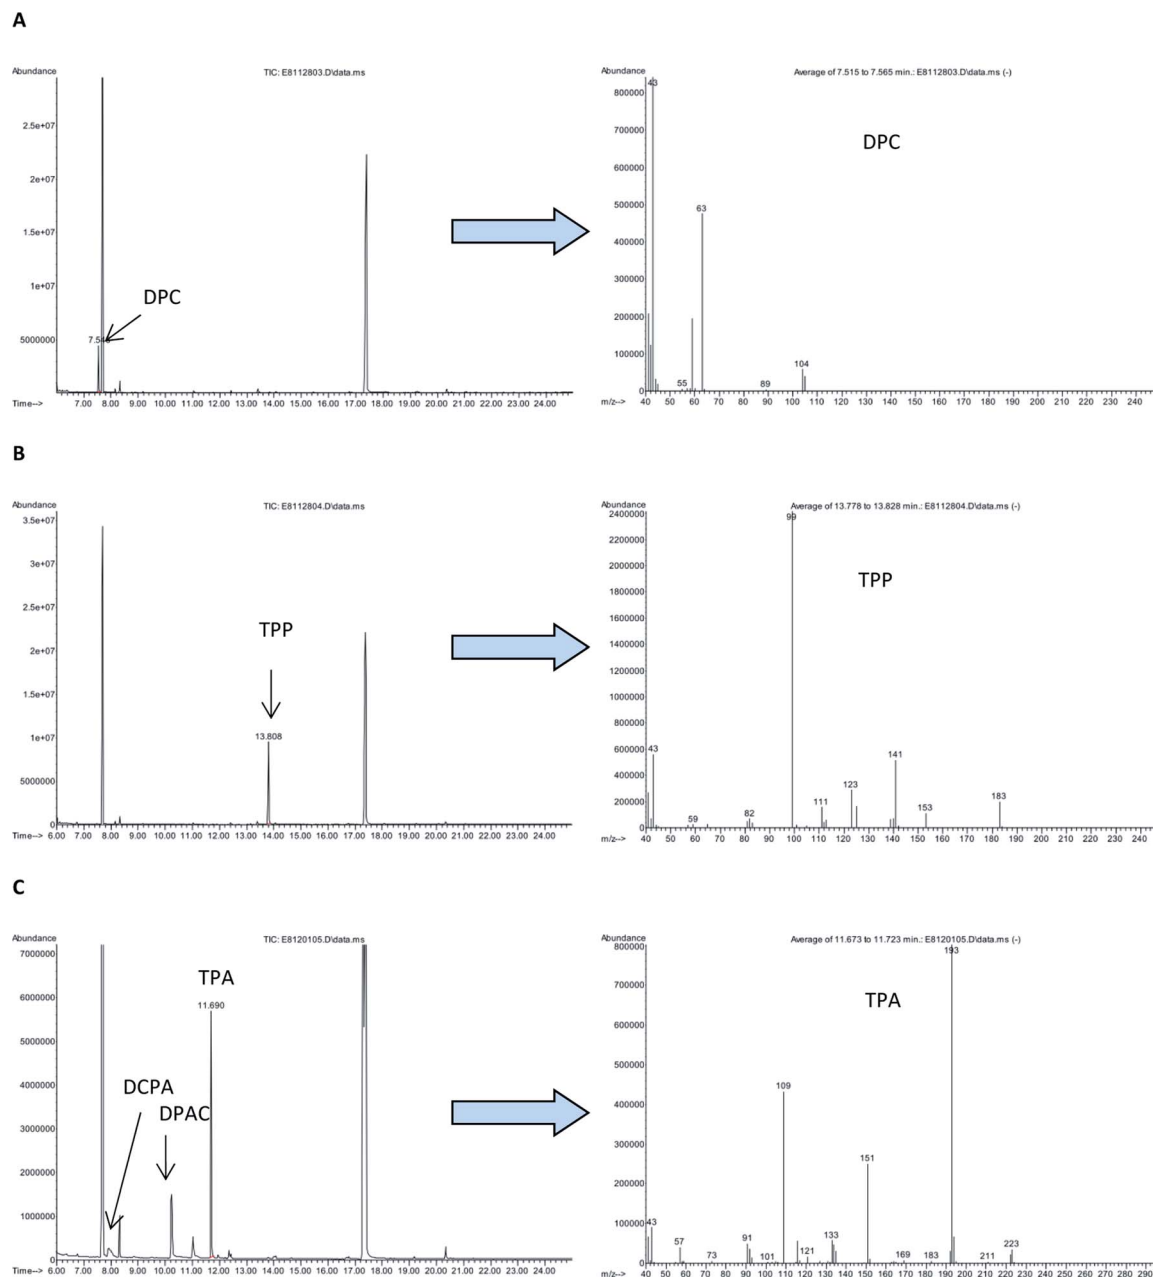 A
Abundance
TIC: E8112803.D\data.ms
2.5e+07
2e+07
1.5e+07
1e+07
5000000
DPC
7.00 8.00 9.00 10.00 11.00 12.00 13.00 14.00 15.00 16.00 17.00 18.00 19.00 20.00 21.00 22.00 23.00 24.00
Time-->
Abundance
Average of 7.515 to 7.565 min.: E8112803.D\data.ms (-)
800000
700000
600000
500000
400000
300000
200000
100000
0
43
DPC
63
55
89
104
40 50 60 70 80 90 100 110 120 130 140 150 160 170 180 190 200 210 220 230 240
m/z-->
B
Abundance
TIC: E8112804.D\data.ms
3.5e+07
3e+07
2.5e+07
2e+07
1.5e+07
1e+07
5000000
0
TPP
13.808
6.00 7.00 8.00 9.00 10.00 11.00 12.00 13.00 14.00 15.00 16.00 17.00 18.00 19.00 20.00 21.00 22.00 23.00 24.00
Time-->
Abundance
Average of 13.778 to 13.828 min.: E8112804.D\data.ms (-)
2400000
2200000
2000000
1800000
1600000
1400000
1200000
1000000
800000
600000
400000
200000
0
99
TPP
43
59
82
111
123
141
153
183
40 50 60 70 80 90 100 110 120 130 140 150 160 170 180 190 200 210 220 230 240
m/z-->
C
Abundance
TIC: E8120105.D\data.ms
7000000
6000000
5000000
4000000
3000000
2000000
1000000
0
TPA
11.690
DCPA
DPAC
6.00 7.00 8.00 9.00 10.00 11.00 12.00 13.00 14.00 15.00 16.00 17.00 18.00 19.00 20.00 21.00 22.00 23.00 24.00
Time-->
Abundance
Average of 11.673 to 11.723 min.: E8120105.D\data.ms (-)
800000
700000
600000
500000
400000
300000
200000
100000
0
193
TPA
109
151
43
57
73
91
101
121
133
169
183
211
223
40 50 60 70 80 90 100 110 120 130 140 150 160 170 180 190 200 210 220 230 240 250 260 270 280 290
m/z-->